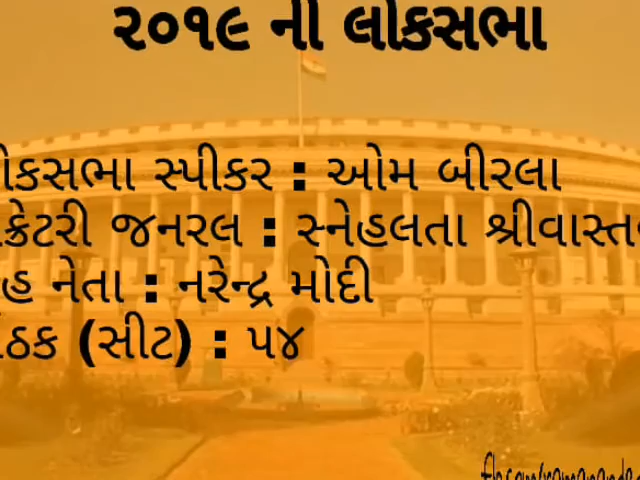 ૨૦૧૯ ની લોકસભા
ોકસભા સ્પીકર : ઓમ બીરલા
ક્રેટરી જનરલ : સ્નેહલતા શ્રીવાસ્ત
હ નેતા : નરેન્દ્ર મોદી
ઠક (સીટ) : ૫૪